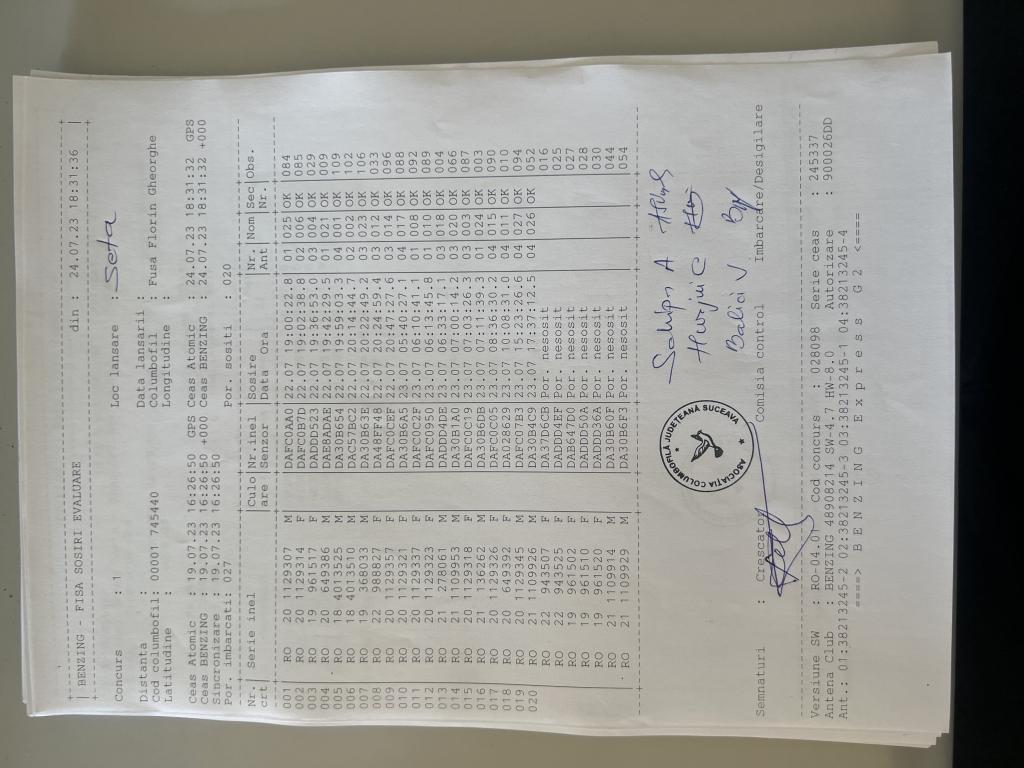 BENZING - FISA SOSIRI EVALUARE din : 24.07.23 18:31:36
Concurs : 1 Loc lansare : Seta
Distanta : Data lansarii :
Cod columbofil: 00001 745440 Columbofil : Fusa Florin Gheorghe
Latitudine : Longitudine :
Ceas Atomic : 19.07.23 16:26:50 GPS Ceas Atomic : 24.07.23 18:31:32 GPS
Ceas BENZING : 19.07.23 16:26:50 +000 Ceas BENZING : 24.07.23 18:31:32 +000
Sincronizare : 19.07.23 16:26:50
Por. imbarcati: 027 Por. sositi : 020
Nr.| Serie inel |Culo|Nr.inel |Sosire |Nr.|Nom|Sec|Obs.
crt| |are |Senzor |Data Ora |Ant |Nr.
001 RO 20 1129307 M DAFC0AA0 22.07 19:00:22.8 01 025 OK 084
002 RO 20 1129314 F DAFC0B7D 22.07 19:02:38.8 02 006 OK 085
003 RO 19 961517 F DADDD523 22.07 19:36:53.0 03 004 OK 029
004 RO 20 649386 M DAEBADAE 22.07 19:42:29.5 01 021 OK 009
005 RO 18 401325 M DA30B654 22.07 19:59:03.3 04 001 OK 109
006 RO 18 403510 M DAC57BC2 22.07 20:14:44.7 02 002 OK 102
007 RO 19 968033 M DA30B63E 22.07 20:24:49.2 02 023 OK 106
008 RO 22 988827 F DA48FF48 22.07 20:24:59.4 03 012 OK 033
009 RO 20 1129357 F DAFC0CEF 22.07 20:47:27.6 03 014 OK 096
010 RO 20 1129321 F DA30B6A5 23.07 05:40:27.1 04 017 OK 088
011 RO 20 1129337 F DAFC0C2F 23.07 06:10:41.1 01 008 OK 092
012 RO 20 1129323 F DAFC0950 23.07 06:13:45.8 01 010 OK 089
013 RO 21 278061 M DADDD4DE 23.07 06:33:17.1 03 018 OK 004
014 RO 21 1109953 M DA30B1A0 23.07 07:00:14.2 03 020 OK 066
015 RO 20 1129318 F DAFC0C19 23.07 07:03:26.3 03 003 OK 087
016 RO 21 136262 M DA30B6DB 23.07 07:11:39.3 01 024 OK 003
017 RO 20 1129326 F DAFC0C05 23.07 08:36:30.2 04 015 OK 090
018 RO 20 649392 F DA028629 23.07 10:08:31.0 04 011 OK 010
019 RO 20 1129345 M DAFC07B3 23.07 15:23:26.6 04 027 OK 094
020 RO 21 1109926 M DA30B4C9 23.07 17:37:12.5 04 026 OK 052
RO 22 943507 F DA37D6CB Por. nesosit 016
RO 22 943525 F DADDD4EF Por. nesosit 025
RO 19 961502 F DAB647D0 Por. nesosit 027
RO 19 961510 F DADDD50A Por. nesosit 028
RO 19 961520 F DADDD36A Por. nesosit 030
RO 21 1109914 M DA30B60F Por. nesosit 044
RO 21 1109929 M DA30B6F3 Por. nesosit 054
ASOCIAȚIA COLUMBOFILĂ JUDEȚEANĂ SUCEAVA
Balici V
Semnaturi : Crescator Comisia control Imbarcare/Desigilare
Versiune SW : RO-04.01 Cod concurs : 028098 Serie ceas : 245337
Antena Club : BENZING 48908214 SW-4.7 HW-8.0 Autorizare : 900026DD
Ant.: 01:38213245-2 02:38213245-3 03:38213245-1 04:38213245-4
====> B E N Z I N G E x p r e s s G 2 <====